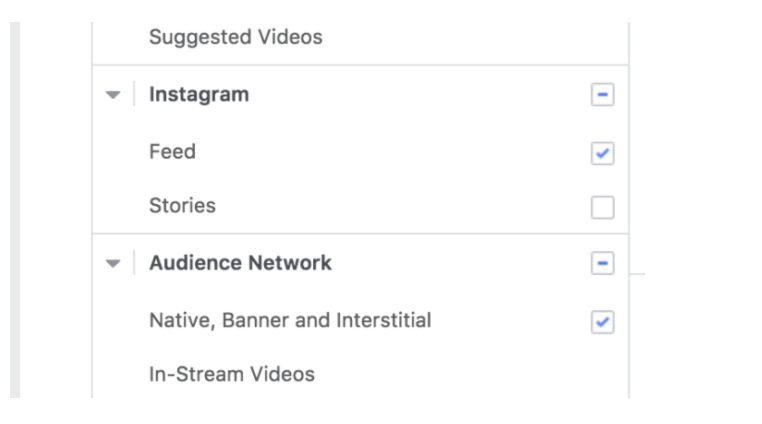 Suggested Videos
Instagram
Feed
Stories
Audience Network
Native, Banner and Interstitial
In-Stream Videos